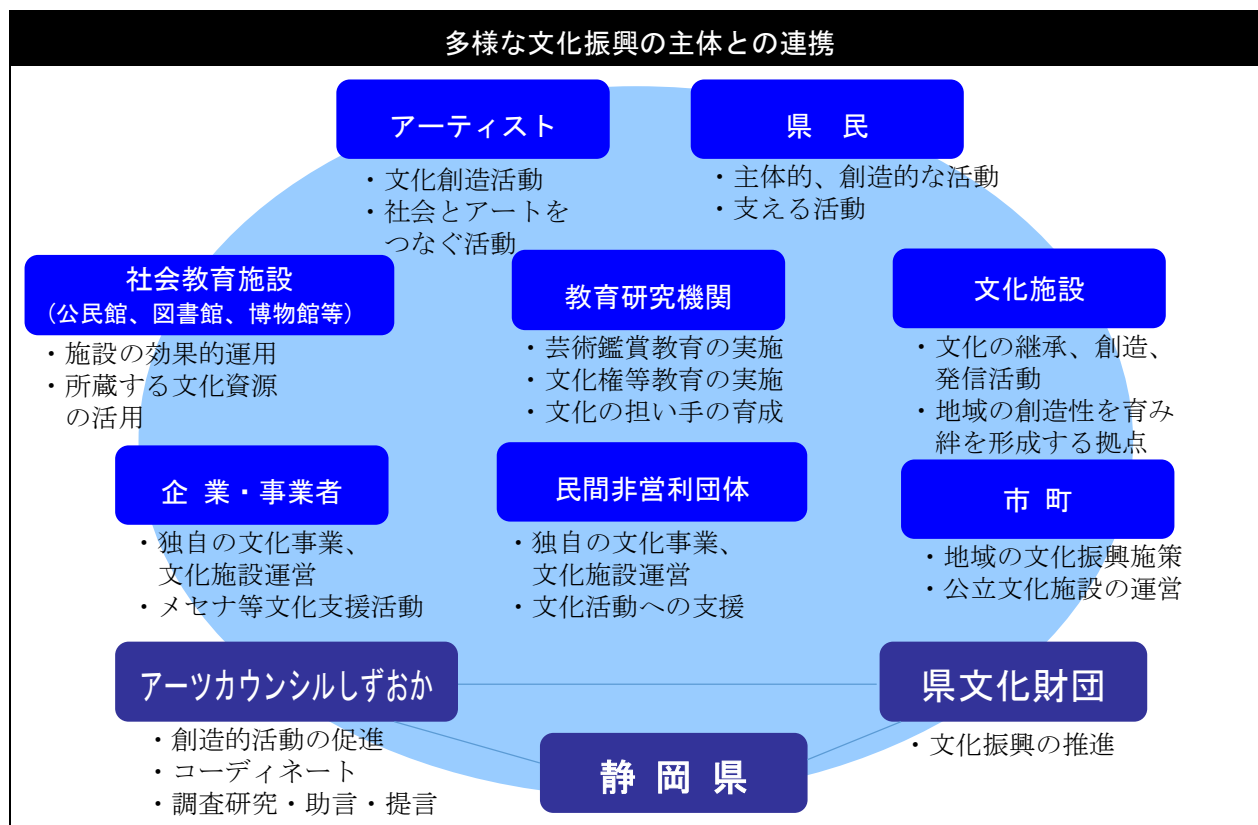 多様な文化振興の主体との連携
アーティスト
・文化創造活動
・社会とアートを
つなぐ活動
県　民
・主体的、創造的な活動
・支える活動
社会教育施設
（公民館、図書館、博物館等）
・施設の効果的運用
・所蔵する文化資源
の活用
教育研究機関
・芸術鑑賞教育の実施
・文化権等教育の実施
・文化の担い手の育成
文化施設
・文化の継承、創造、
発信活動
・地域の創造性を育み
絆を形成する拠点
企 業・事業者
・独自の文化事業、
文化施設運営
・メセナ等文化支援活動
民間非営利団体
・独自の文化事業、
文化施設運営
・文化活動への支援
市 町
・地域の文化振興施策
・公立文化施設の運営
アーツカウンシルしずおか
・創造的活動の促進
・コーディネート
・調査研究・助言・提言
静 岡 県
県文化財団
・文化振興の推進